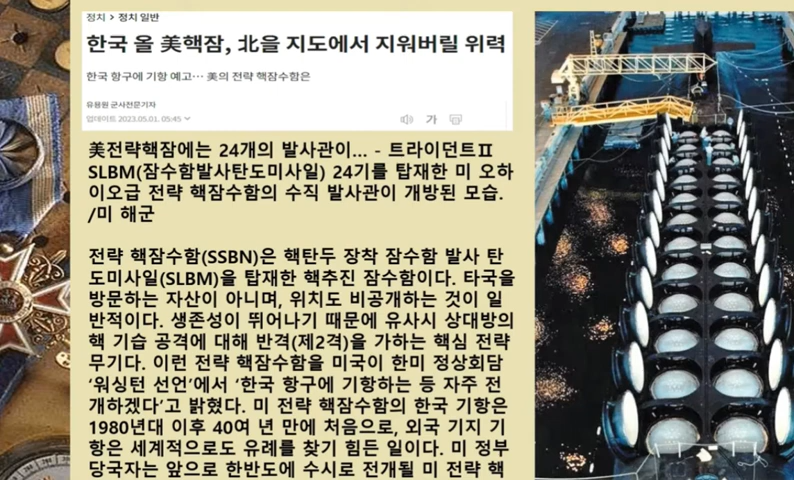 정치 > 정치 일반
한국 올 美핵잠, 北을 지도에서 지워버릴 위력
한국 항구에 기항 예고… 美의 전략 핵잠수함은
유용원 군사전문기자
업데이트 2023.05.01. 05:45
가
美전략핵잠에는 24개의 발사관이... - 트라이던트Ⅱ
SLBM(잠수함발사탄도미사일) 24기를 탑재한 미 오하
이오급 전략 핵잠수함의 수직 발사관이 개방된 모습.
/미 해군
전략 핵잠수함(SSBN)은 핵탄두 장착 잠수함 발사 탄
도미사일(SLBM)을 탑재한 핵추진 잠수함이다. 타국을
방문하는 자산이 아니며, 위치도 비공개하는 것이 일
반적이다. 생존성이 뛰어나기 때문에 유사시 상대방의
핵 기습 공격에 대해 반격(제2격)을 가하는 핵심 전략
무기다. 이런 전략 핵잠수함을 미국이 한미 정상회담
‘워싱턴 선언’에서 ‘한국 항구에 기항하는 등 자주 전
개하겠다’고 밝혔다. 미 전략 핵잠수함의 한국 기항은
1980년대 이후 40여 년 만에 처음으로, 외국 기지 기
항은 세계적으로도 유례를 찾기 힘든 일이다. 미 정부
당국자는 앞으로 한반도에 수시로 전개될 미 전략 핵